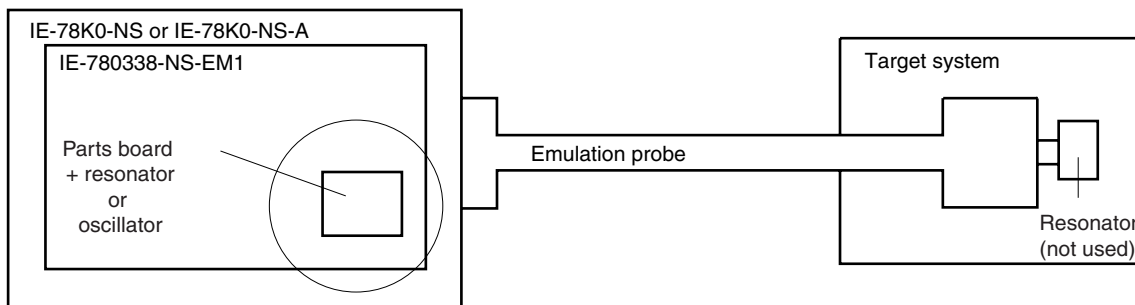 IE-78K0-NS or IE-78K0-NS-A
IE-780338-NS-EM1
Parts board
+ resonator
or
oscillator
Emulation probe
Target system
Resonator
(not used)